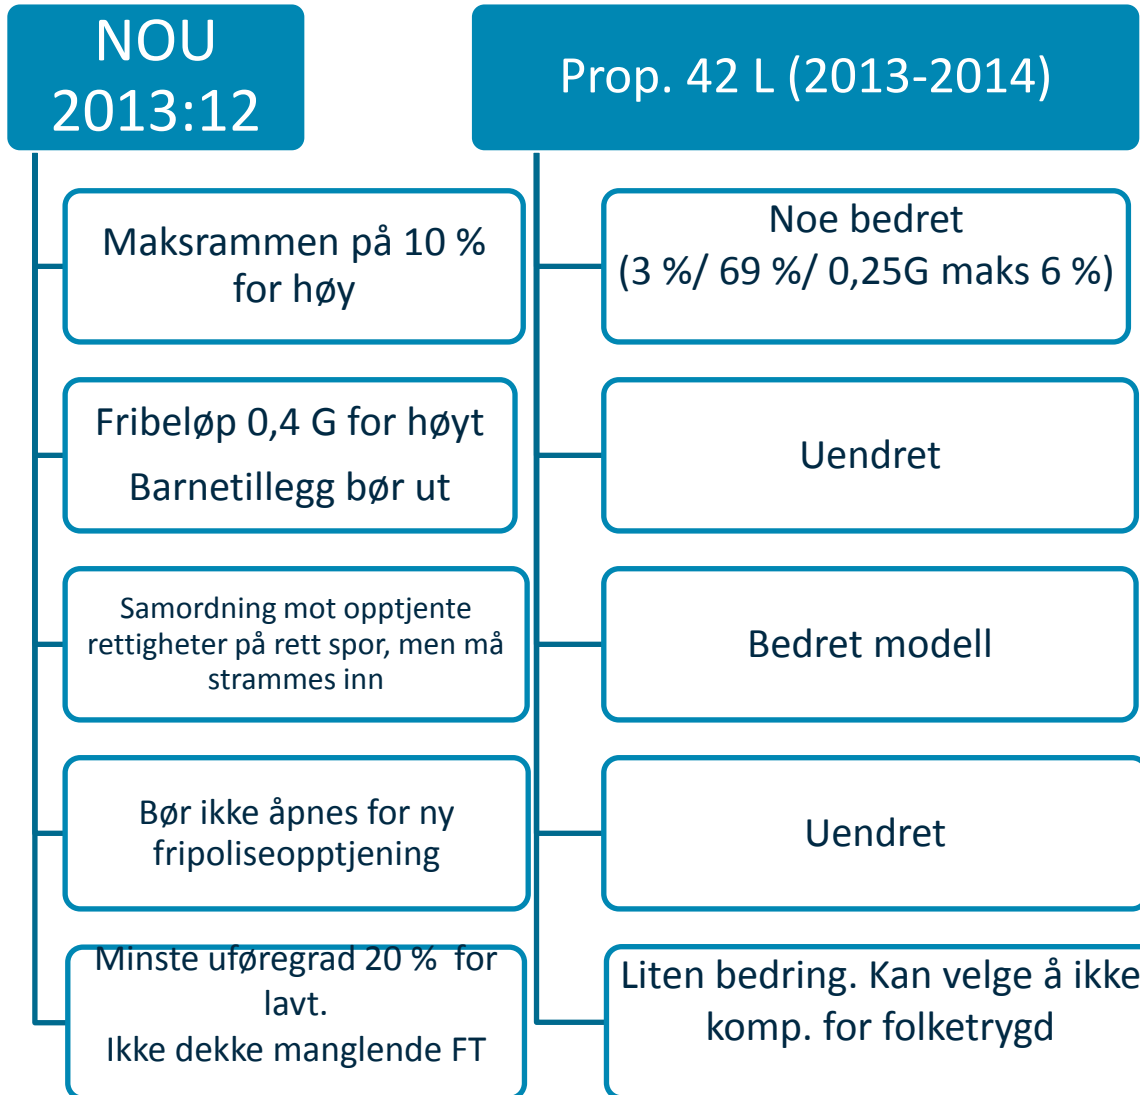 NOU
2013:12
Maksrammen på 10 %
for høy
Fribeløp 0,4 G for høyt
Barnetillegg bør ut
Samordning mot opptjente
rettigheter på rett spor, men må
strammes inn
Bør ikke åpnes for ny
fripoliseopptjening
Minste uføregrad 20 % for
lavt.
Ikke dekke manglende FT
Prop. 42 L (2013-2014)
Noe bedret
(3 %/ 69 %/ 0,25G maks 6 %)
Uendret
Bedret modell
Uendret
Liten bedring. Kan velge å ikke
komp. for folketrygd